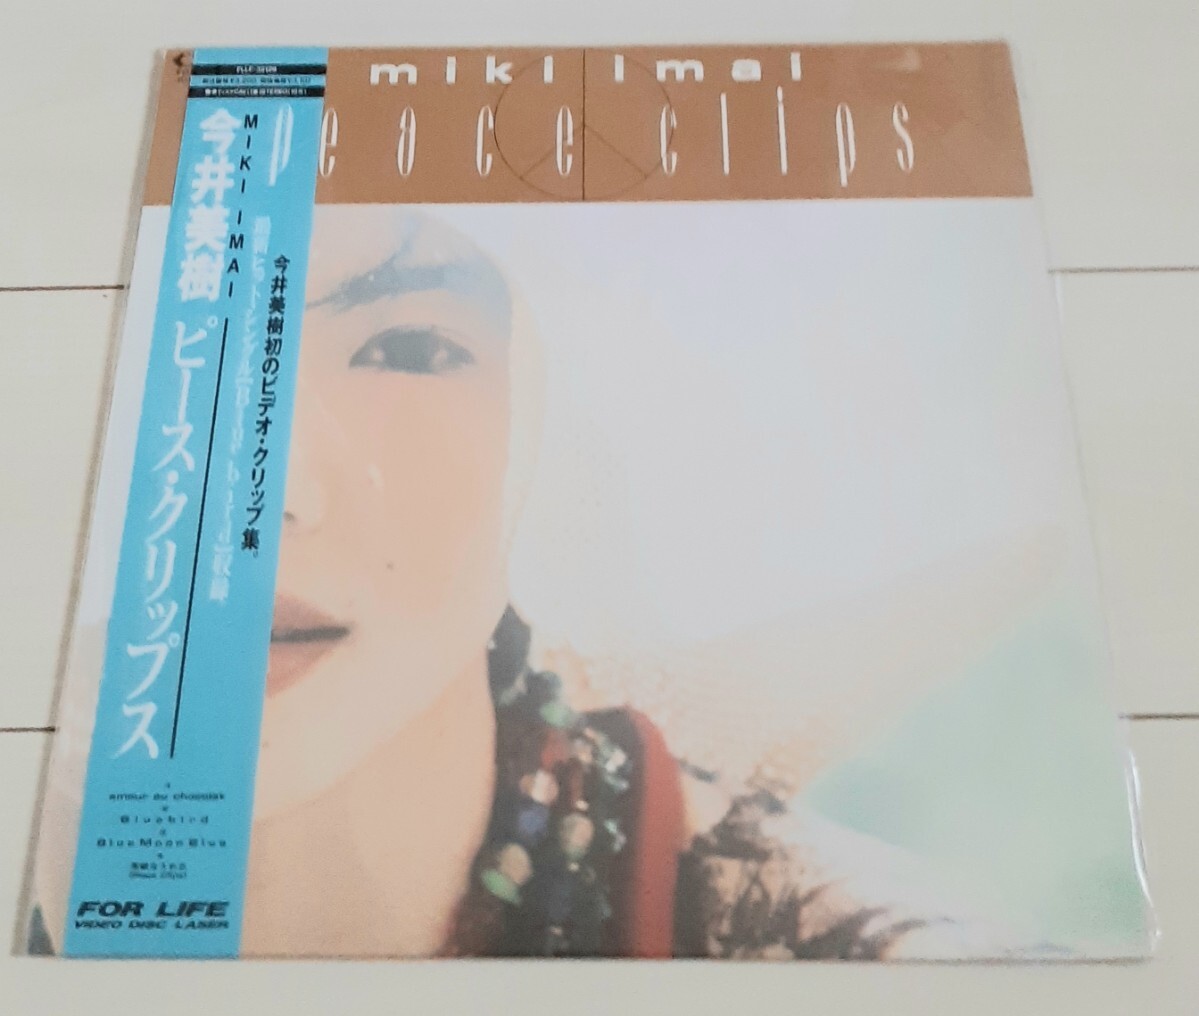 miki imai
peace clips
今井美樹 ピース・クリップス
MIKI IMAI
今井美樹初のビデオ・クリップ集。
amour au chocolat
Bluebird
Blue Moon Blue
FOR LIFE
VIDEO DISC LASER